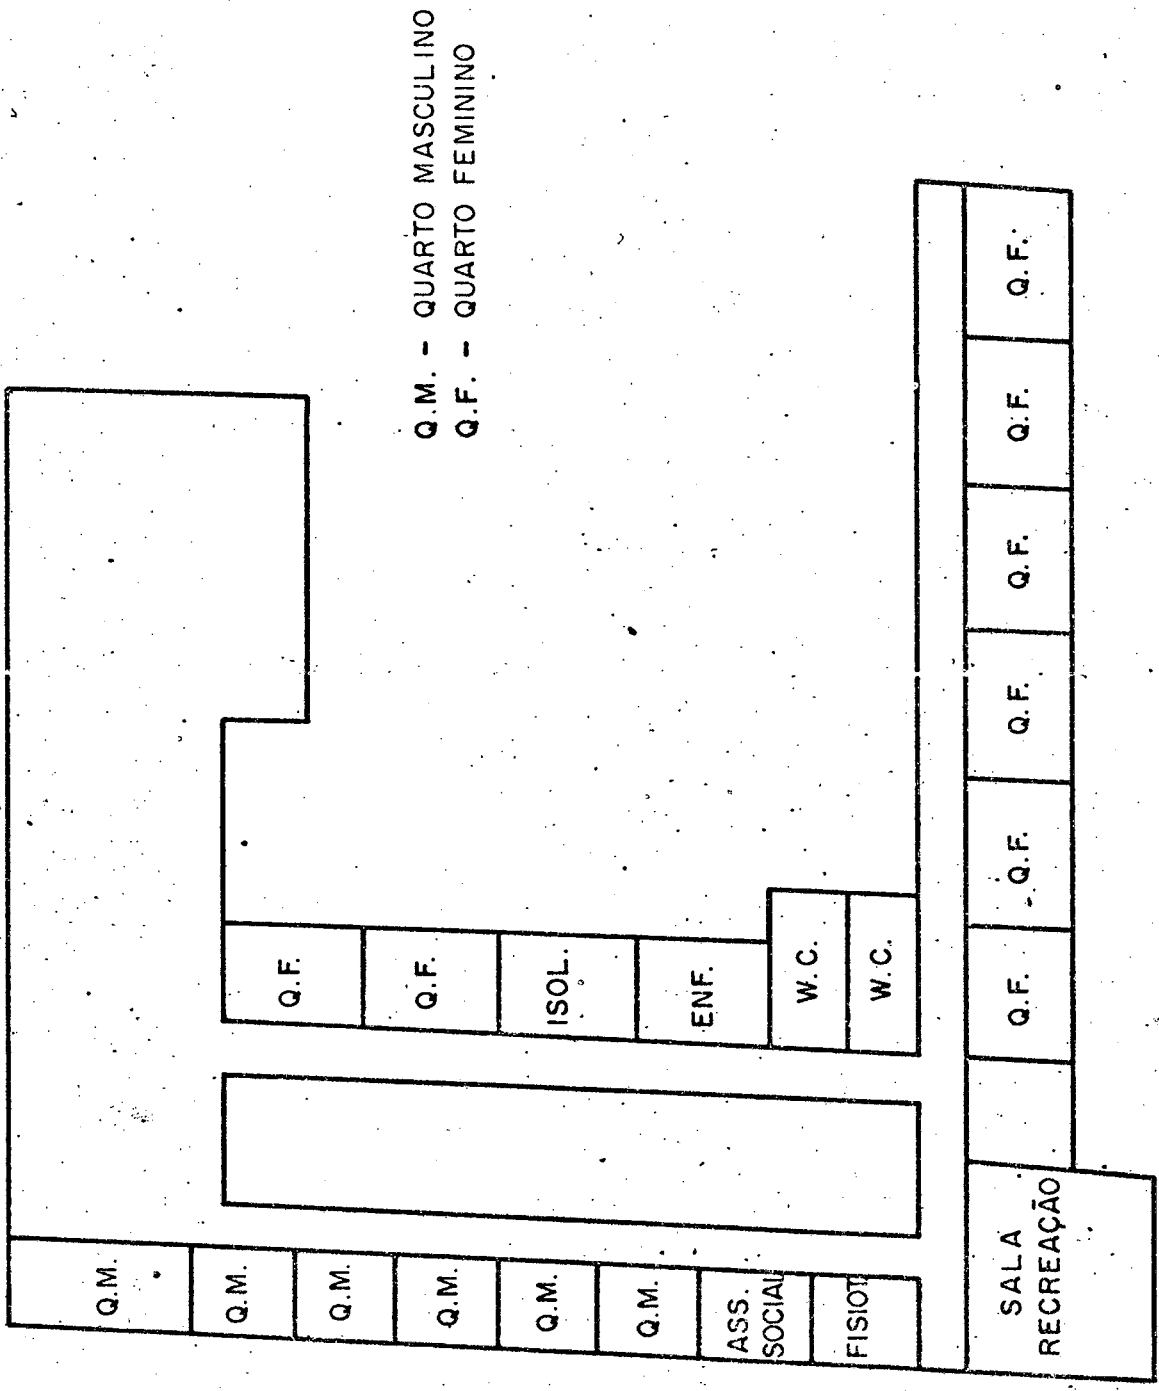 Q.M. - QUARTO MASCULINO
Q.F. - QUARTO FEMININO
Q.M.
Q.M.
Q.M.
Q.M.
Q.M.
Q.M.
ASS.
SOCIAL
FISIOT
Q.F.
Q.F.
ISOL.
ENF.
W.C.
W.C.
SALA
RECREAÇÃO
Q.F.
Q.F.
Q.F.
Q.F.
Q.F.
Q.F.